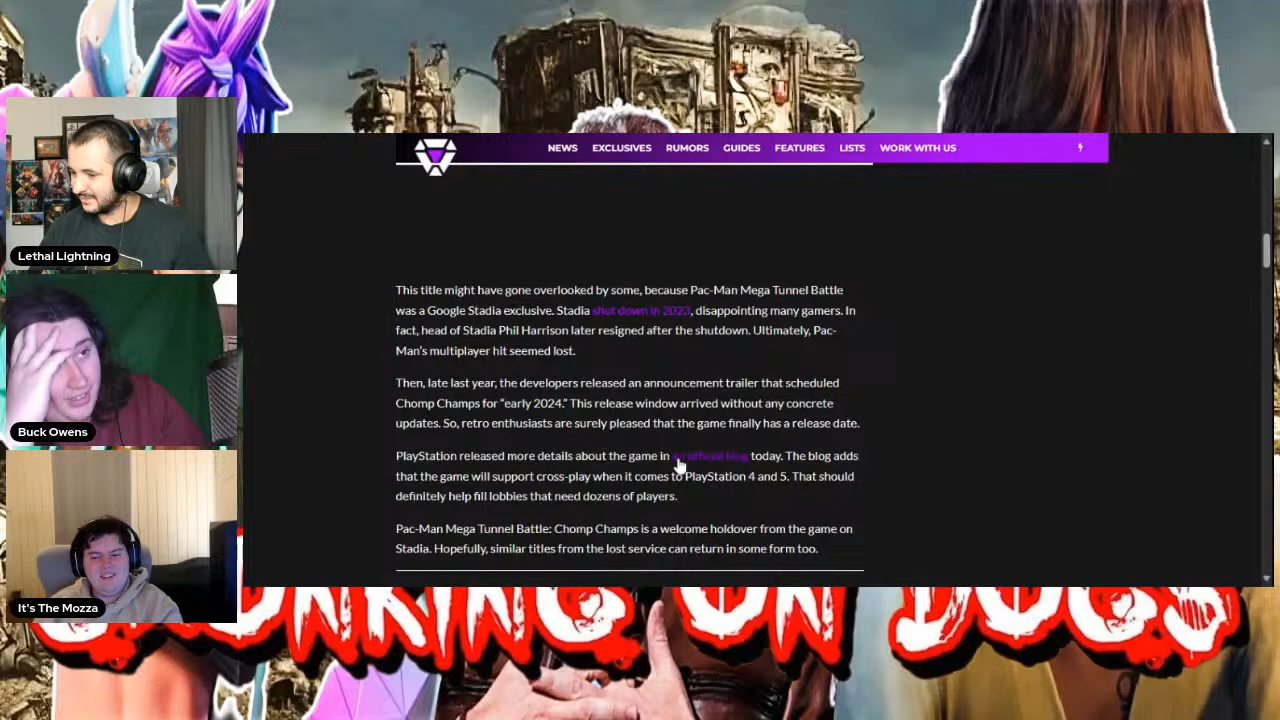 NEWS EXCLUSIVES RUMORS GUIDES FEATURES LISTS WORK WITH US
Lethal Lightning
Buck Owens
It's The Mozza
This title might have gone overlooked by some, because Pac-Man Mega Tunnel Battle
was a Google Stadia exclusive. Stadia shut down in 2023, disappointing many gamers. In
fact, head of Stadia Phil Harrison later resigned after the shutdown. Ultimately, Pac-
Man's multiplayer hit seemed lost.
Then, late last year, the developers released an announcement trailer that scheduled
Chomp Champs for “early 2024.” This release window arrived without any concrete
updates. So, retro enthusiasts are surely pleased that the game finally has a release date.
PlayStation released more details about the game in an official blog today. The blog adds
that the game will support cross-play when it comes to PlayStation 4 and 5. That should
definitely help fill lobbies that need dozens of players.
Pac-Man Mega Tunnel Battle: Chomp Champs is a welcome holdover from the game on
Stadia. Hopefully, similar titles from the lost service can return in some form too.
ON DOGS